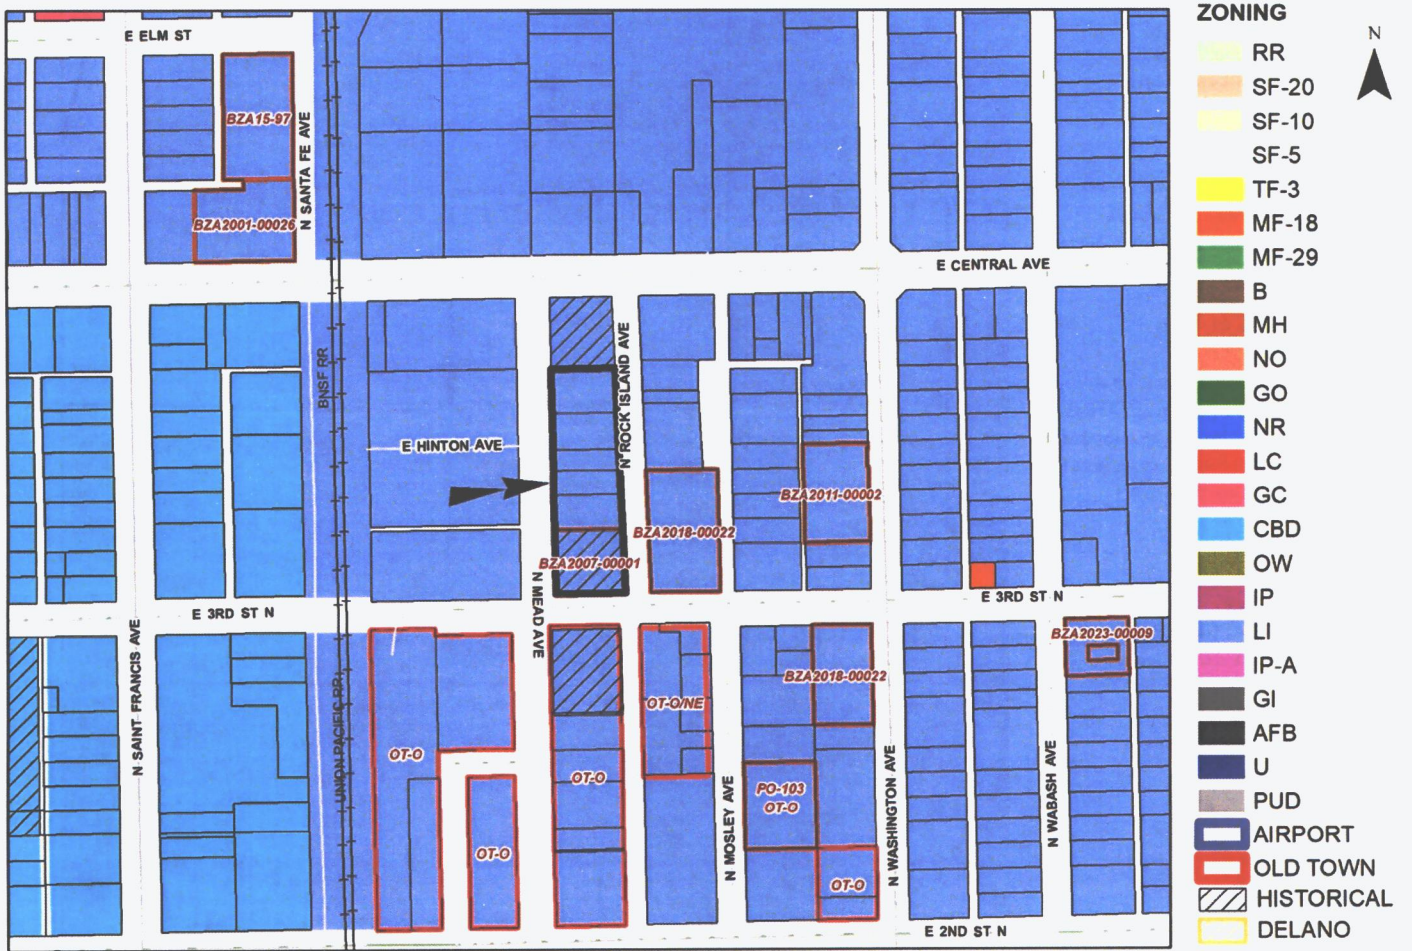 E ELM ST
BZA15-97
N SANTA FE AVE
BZA2001-00026
E CENTRAL AVE
BNSF RR
E HINTON AVE
N ROCK ISLAND AVE
BZA2011-00002
BZA2018-00022
BZA2007-00001
E 3RD ST N
E 3RD ST N
N MEAD AVE
N SAINT FRANCIS AVE
UNION PACIFIC RR
BZA2023-00009
BZA2018-00022
OT-O/NE
OT-O
OT-O
PO-103
OT-O
OT-O
OT-O
N MOSLEY AVE
N WASHINGTON AVE
N WABASH AVE
E 2ND ST N
ZONING
RR
SF-20
SF-10
SF-5
TF-3
MF-18
MF-29
B
MH
NO
GO
NR
LC
GC
CBD
OW
IP
LI
IP-A
GI
AFB
U
PUD
AIRPORT
OLD TOWN
HISTORICAL
DELANO
N